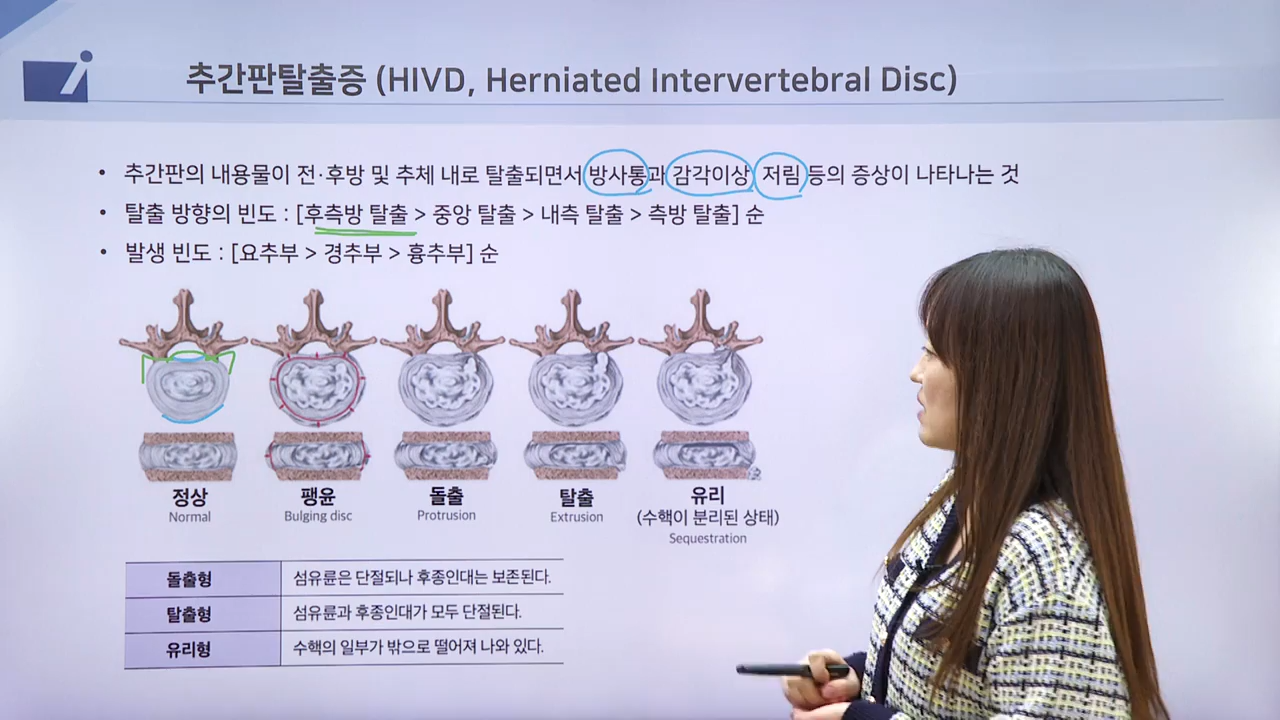 추간판탈출증 (HIVD, Herniated Intervertebral Disc)
• 추간판의 내용물이 전·후방 및 추체 내로 탈출되면서 방사통과 감각이상 저림 등의 증상이 나타나는 것
• 탈출 방향의 빈도 : [후측방 탈출 > 중앙 탈출 > 내측 탈출 > 측방 탈출] 순
• 발생 빈도 : [요추부 > 경추부 > 흉추부] 순
정상 팽윤 돌출 탈출 유리
(수핵이 분리된 상태)
Normal Bulging disc Protrusion Extrusion Sequestration
돌출형 섬유륜은 단절되나 후종인대는 보존된다.
탈출형 섬유륜과 후종인대가 모두 단절된다.
유리형 수핵의 일부가 밖으로 떨어져 나와 있다.